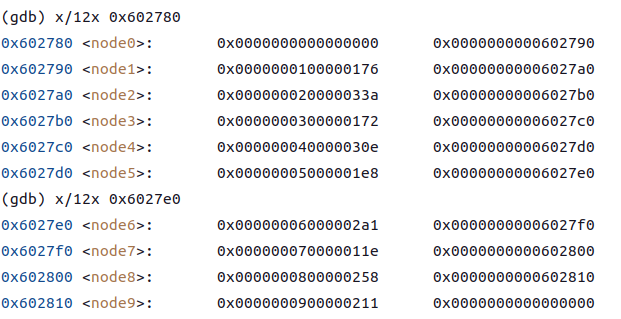 (gdb) x/12x 0x602780
0x602780 <node0>: 0x0000000000000000 0x0000000000602790
0x602790 <node1>: 0x0000000100000176 0x00000000006027a0
0x6027a0 <node2>: 0x000000020000033a 0x00000000006027b0
0x6027b0 <node3>: 0x0000000300000172 0x00000000006027c0
0x6027c0 <node4>: 0x000000040000030e 0x00000000006027d0
0x6027d0 <node5>: 0x00000005000001e8 0x00000000006027e0
(gdb) x/12x 0x6027e0
0x6027e0 <node6>: 0x00000006000002a1 0x00000000006027f0
0x6027f0 <node7>: 0x000000070000011e 0x0000000000602800
0x602800 <node8>: 0x0000000800000258 0x0000000000602810
0x602810 <node9>: 0x0000000900000211 0x0000000000000000